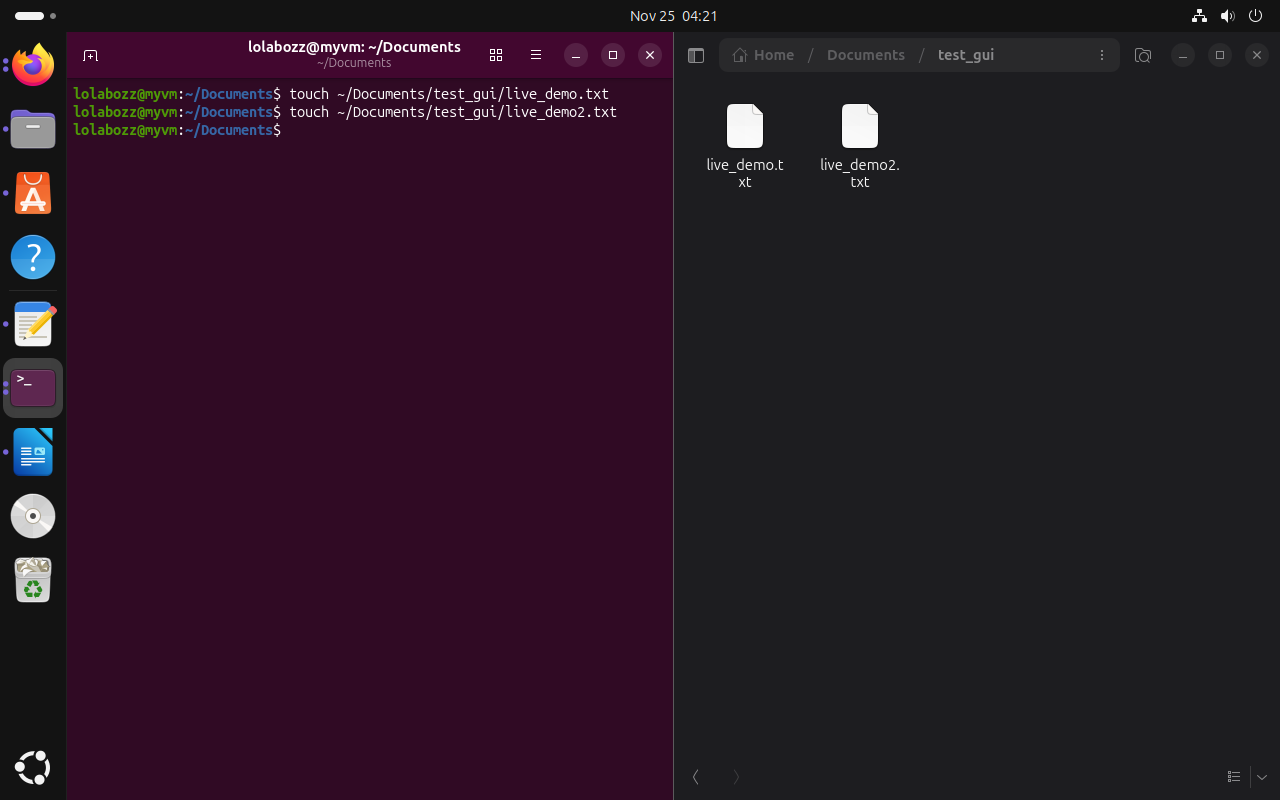 Nov 25  04:21
lolabozz@myvm: ~/Documents
~/Documents
lolabozz@myvm:~/Documents$ touch ~/Documents/test_gui/live_demo.txt
lolabozz@myvm:~/Documents$ touch ~/Documents/test_gui/live_demo2.txt
lolabozz@myvm:~/Documents$
Home / Documents / test_gui
live_demo.t
xt
live_demo2.
txt